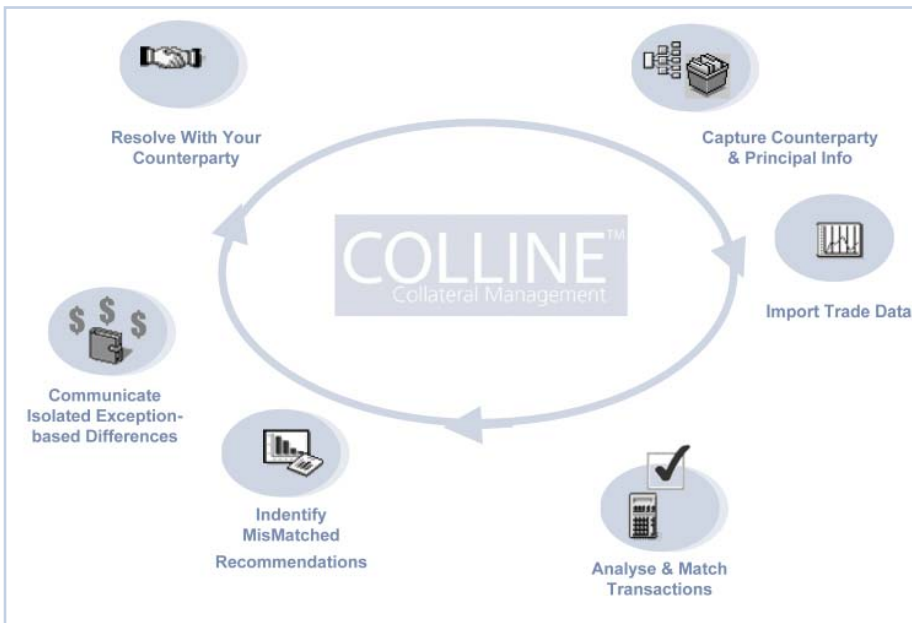 Resolve With Your
Counterparty
Capture Counterparty
& Principal Info
COLLINE™
Collateral Management
Import Trade Data
$ $ $
Communicate
Isolated Exception-
based Differences
Indentify
MisMatched
Recommendations
Analyse & Match
Transactions